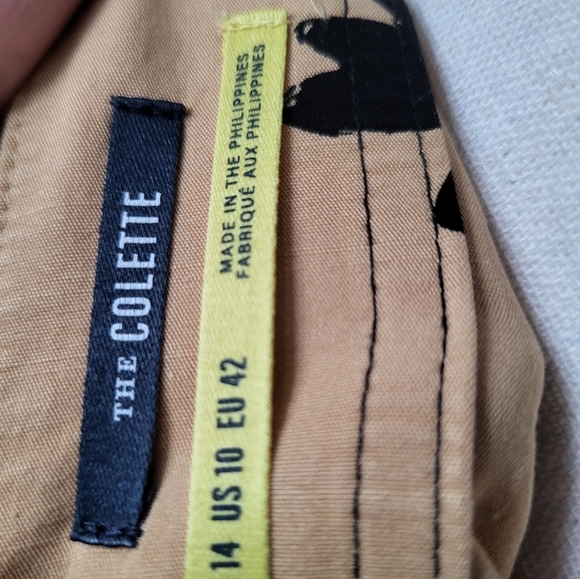 THE COLETTE
MADE IN THE PHILIPPINES
FABRIQUÉ AUX PHILIPPINES
14 US 10 EU 42